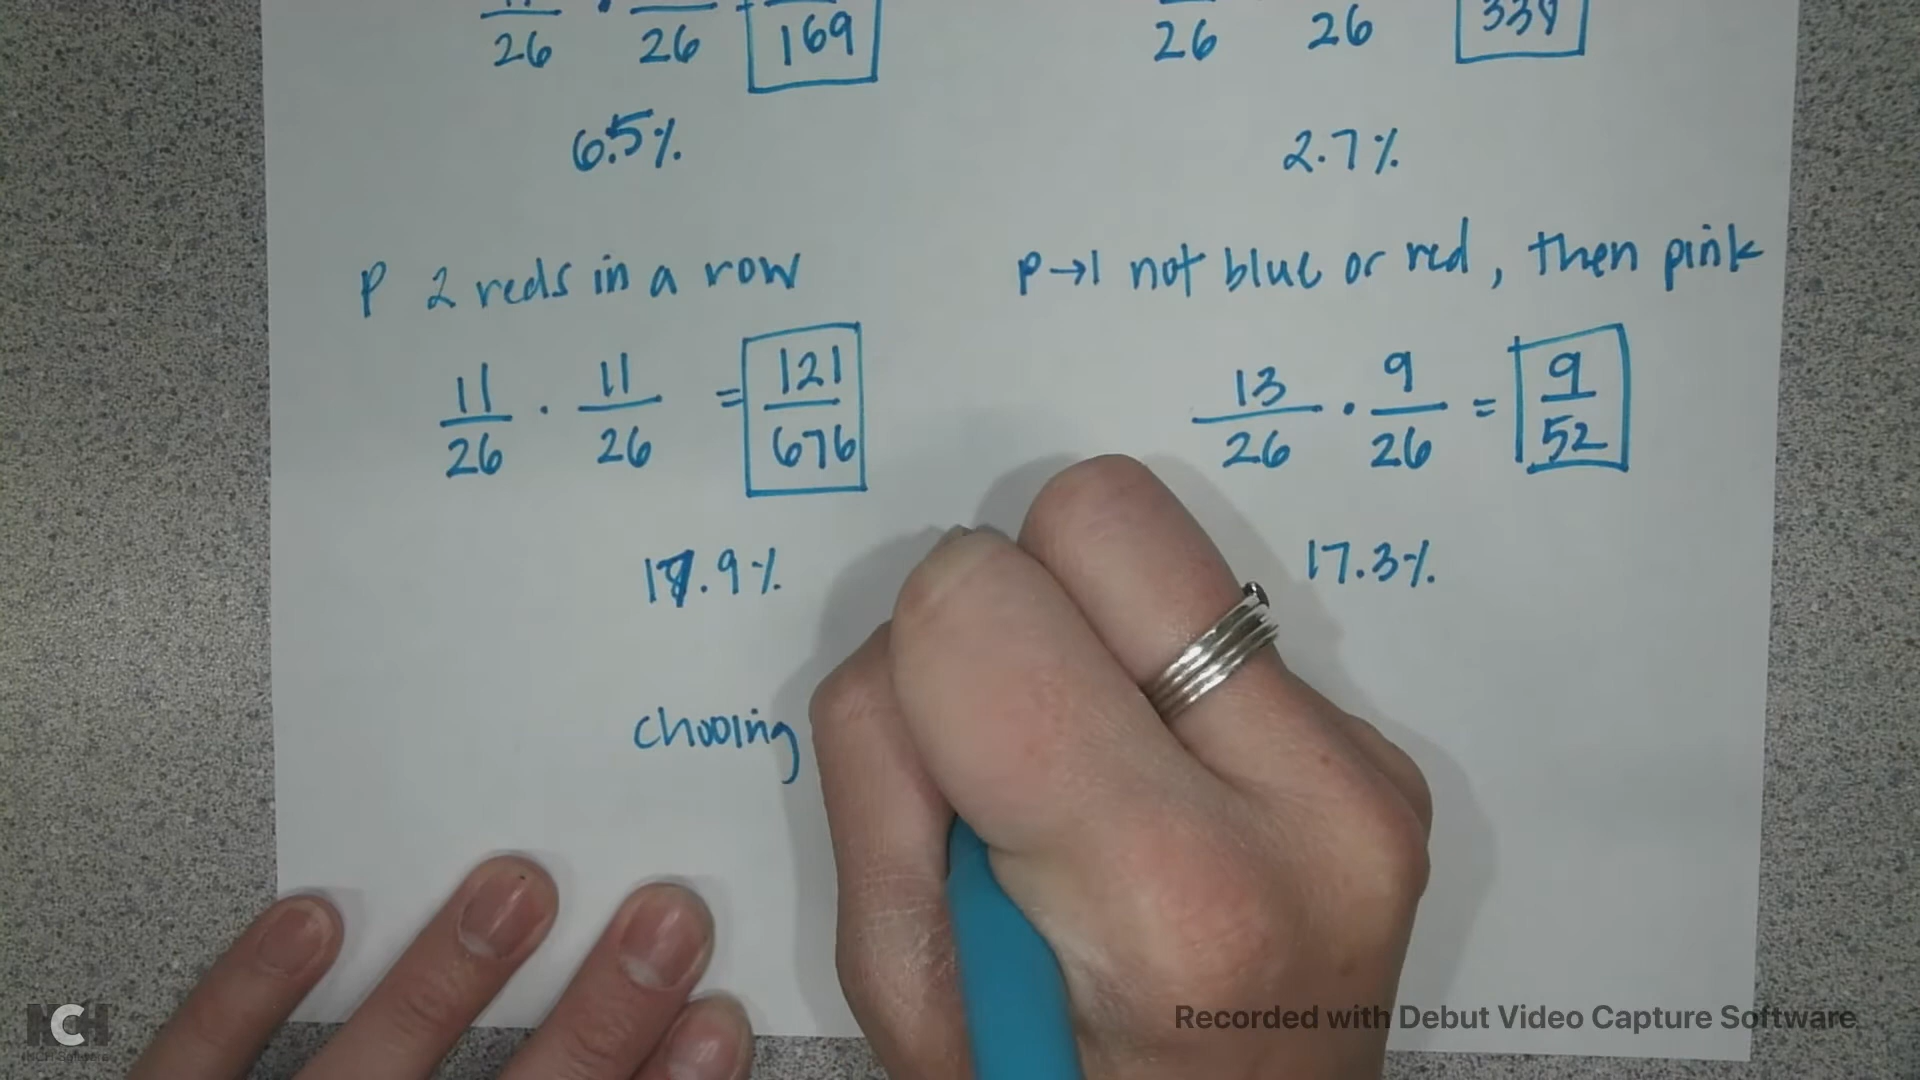 26 · 26 169
26 26 338
6.5%
2.7%
P 2 reds in a row
P→1 not blue or red, then pink
11/26 · 11/26 = 121/676
13/26 · 9/26 = 9/52
17.9%
17.3%
chooing
Recorded with Debut Video Capture Software
NCH